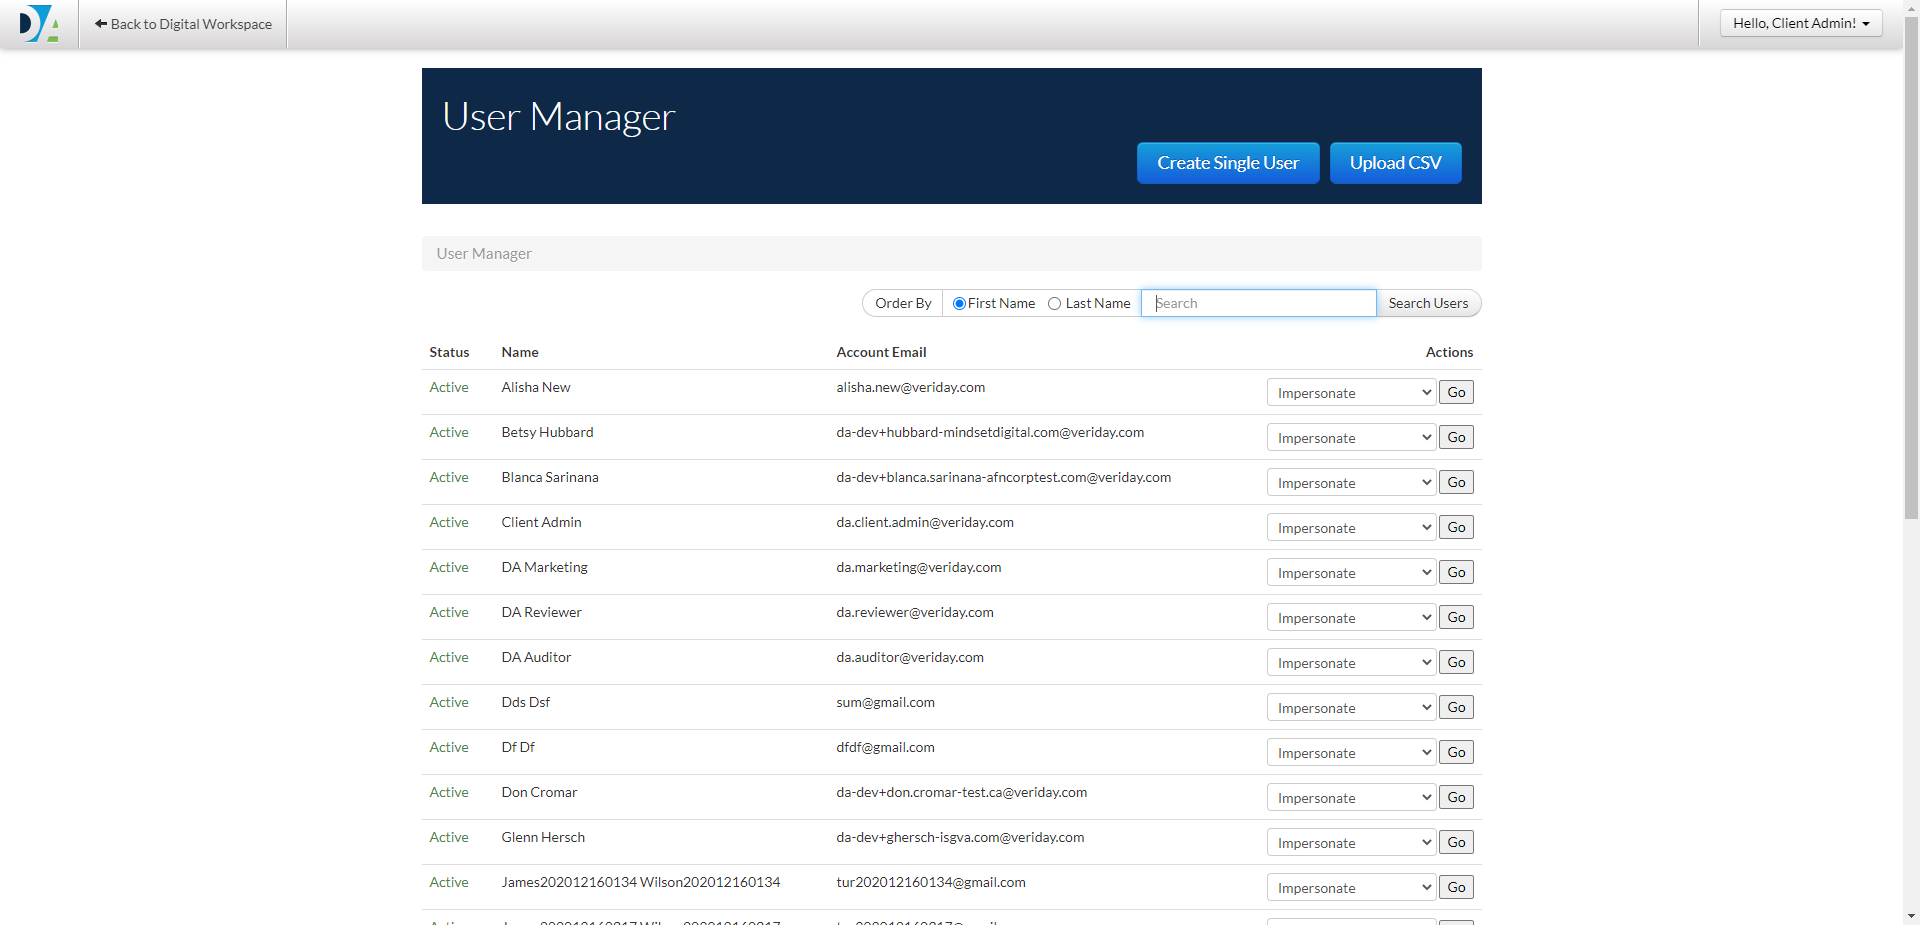 DA
Back to Digital Workspace
Hello, Client Admin!
User Manager
Create Single User Upload CSV
User Manager
Order By First Name Last Name Search Search Users
Status Name Account Email Actions
Active Alisha New alisha.new@veriday.com Impersonate Go
Active Betsy Hubbard da-dev+hubbard-mindsetdigital.com@veriday.com Impersonate Go
Active Blanca Sarinana da-dev+blanca.sarinana-afncorptest.com@veriday.com Impersonate Go
Active Client Admin da.client.admin@veriday.com Impersonate Go
Active DA Marketing da.marketing@veriday.com Impersonate Go
Active DA Reviewer da.reviewer@veriday.com Impersonate Go
Active DA Auditor da.auditor@veriday.com Impersonate Go
Active Dds Dsf sum@gmail.com Impersonate Go
Active Df Df dfdf@gmail.com Impersonate Go
Active Don Cromar da-dev+don.cromar-test.ca@veriday.com Impersonate Go
Active Glenn Hersch da-dev+ghersch-isgva.com@veriday.com Impersonate Go
Active James202012160134 Wilson202012160134 tur202012160134@gmail.com Impersonate Go